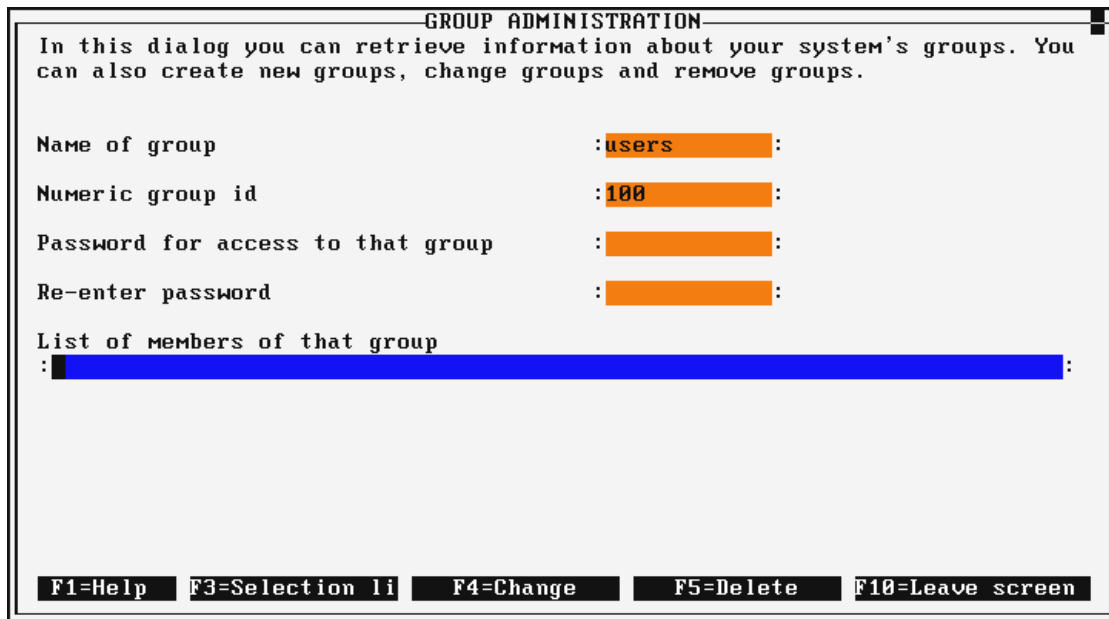 GROUP ADMINISTRATION
In this dialog you can retrieve information about your system's groups. You
can also create new groups, change groups and remove groups.
Name of group :users :
Numeric group id :100 :
Password for access to that group : :
Re-enter password : :
List of members of that group
: :
F1=Help F3=Selection li F4=Change F5=Delete F10=Leave screen